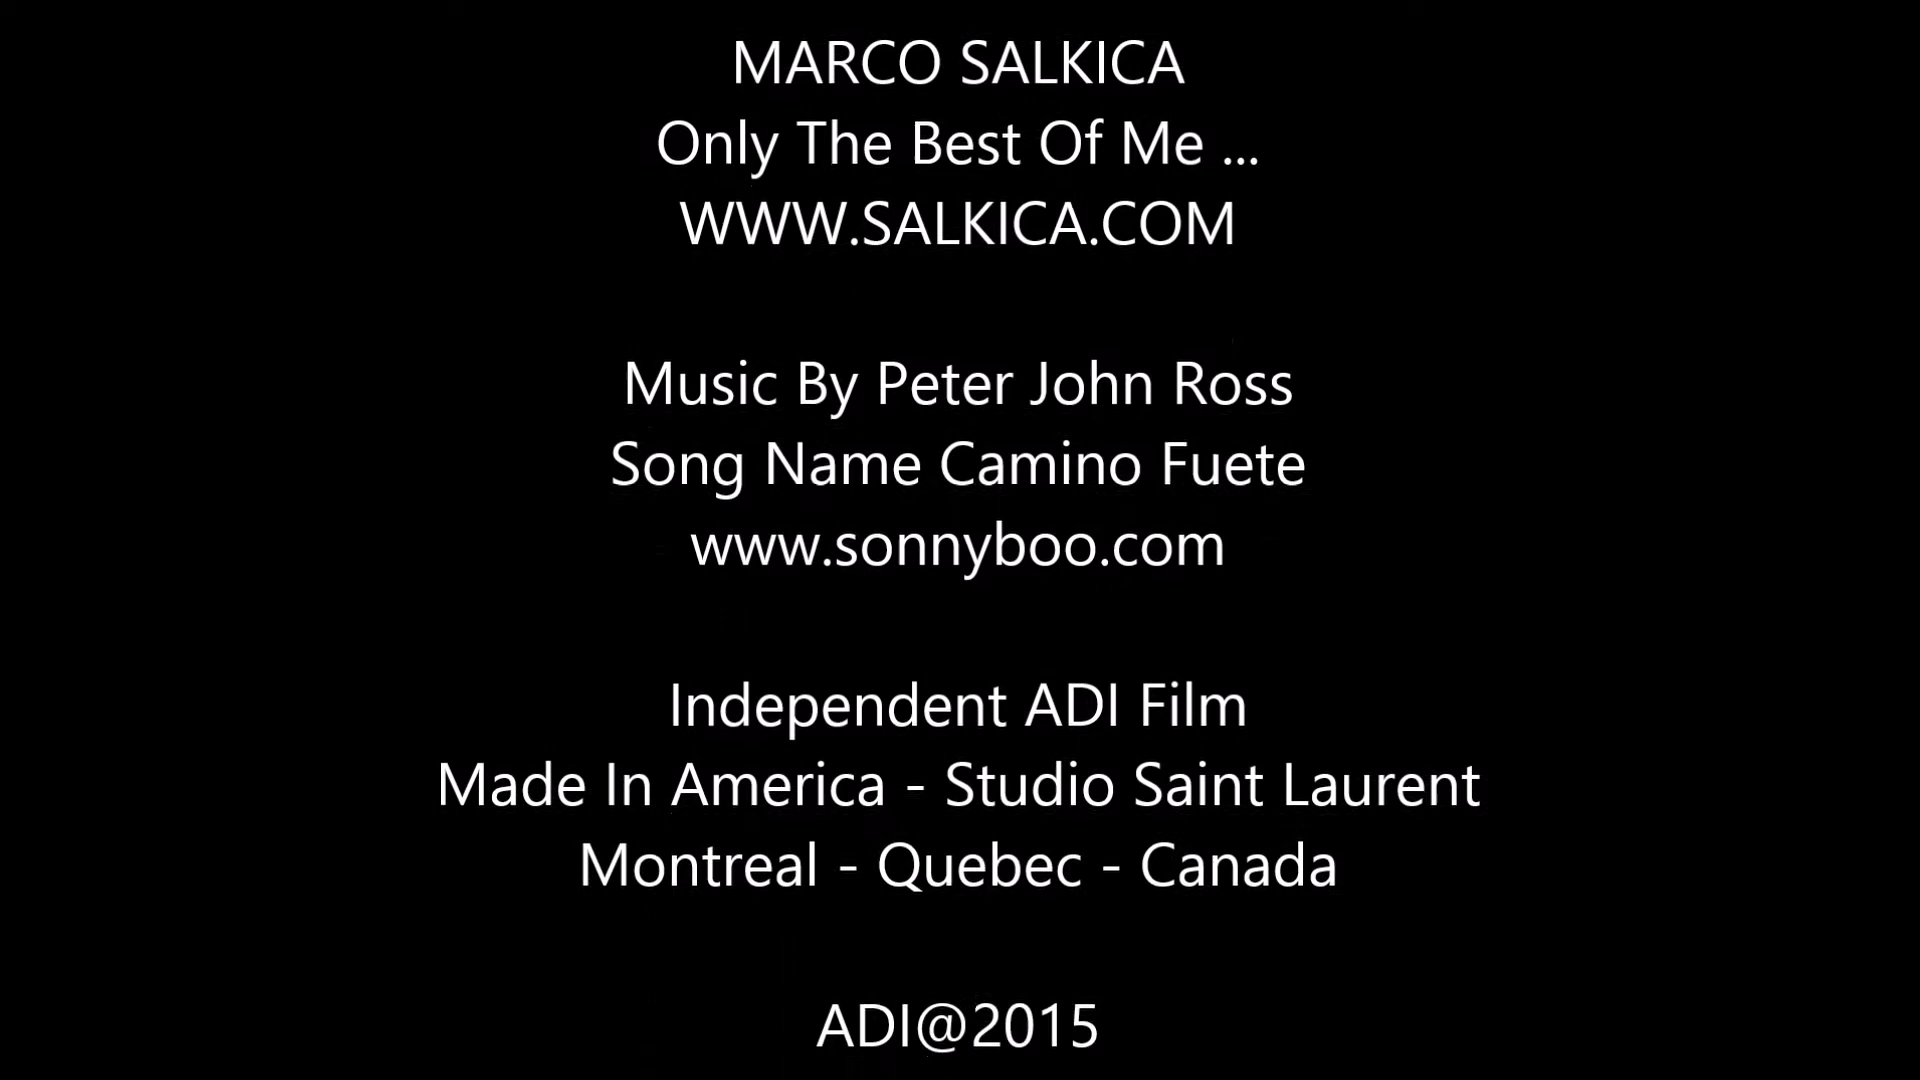 MARCO SALKICA
Only The Best Of Me ...
WWW.SALKICA.COM
Music By Peter John Ross
Song Name Camino Fuete
www.sonnyboo.com
Independent ADI Film
Made In America - Studio Saint Laurent
Montreal - Quebec - Canada
ADI@2015